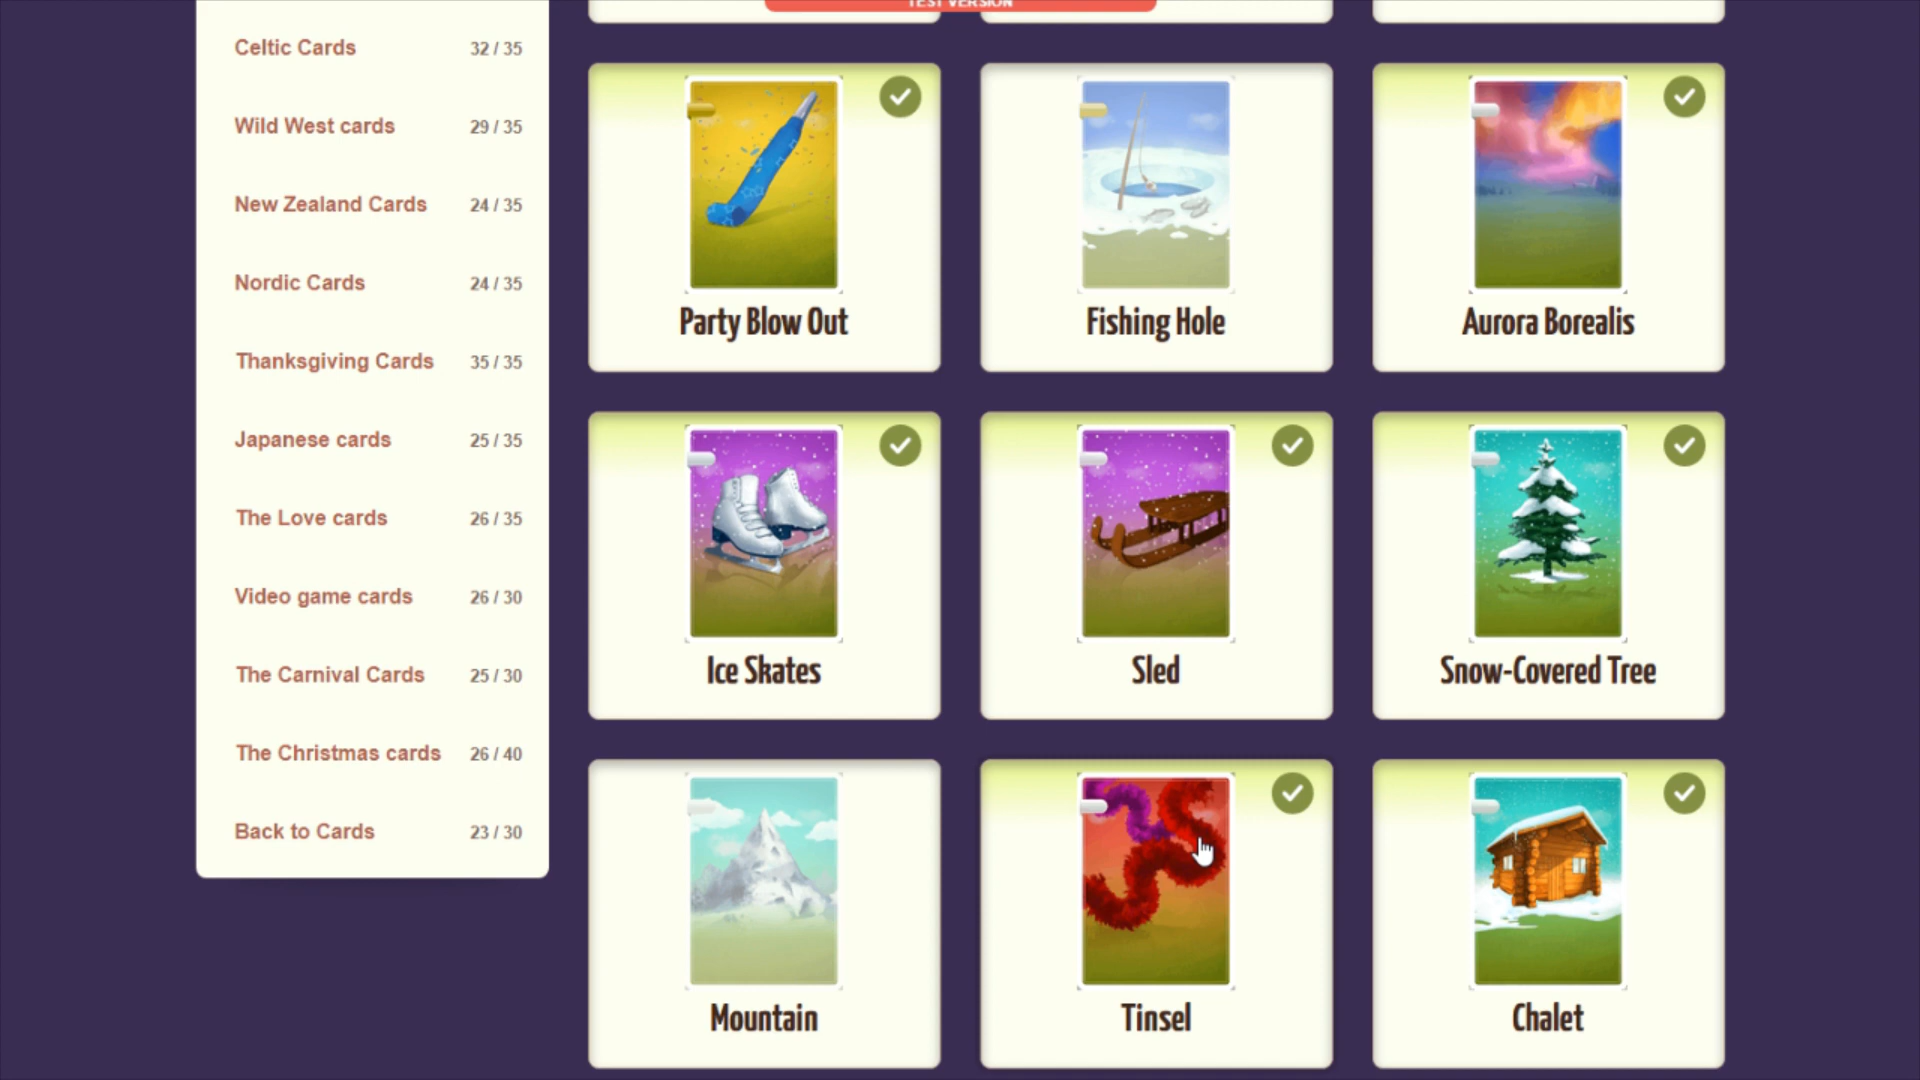 TEST VERSION
Celtic Cards 32 / 35
Wild West cards 29 / 35
New Zealand Cards 24 / 35
Nordic Cards 24 / 35
Thanksgiving Cards 35 / 35
Japanese cards 25 / 35
The Love cards 26 / 35
Video game cards 26 / 30
The Carnival Cards 25 / 30
The Christmas cards 26 / 40
Back to Cards 23 / 30
Party Blow Out
Fishing Hole
Aurora Borealis
Ice Skates
Sled
Snow-Covered Tree
Mountain
Tinsel
Chalet